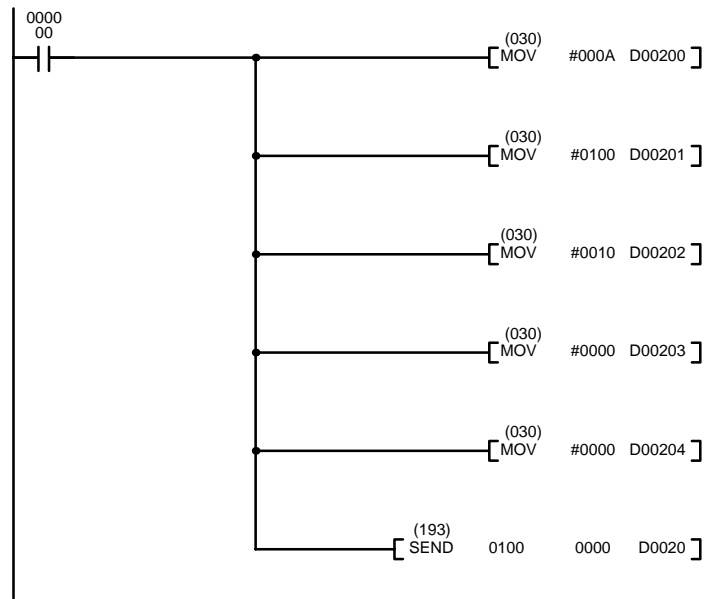 0000
00
(030)
MOV #000A D00200
(030)
MOV #0100 D00201
(030)
MOV #0010 D00202
(030)
MOV #0000 D00203
(030)
MOV #0000 D00204
(193)
SEND 0100 0000 D0020